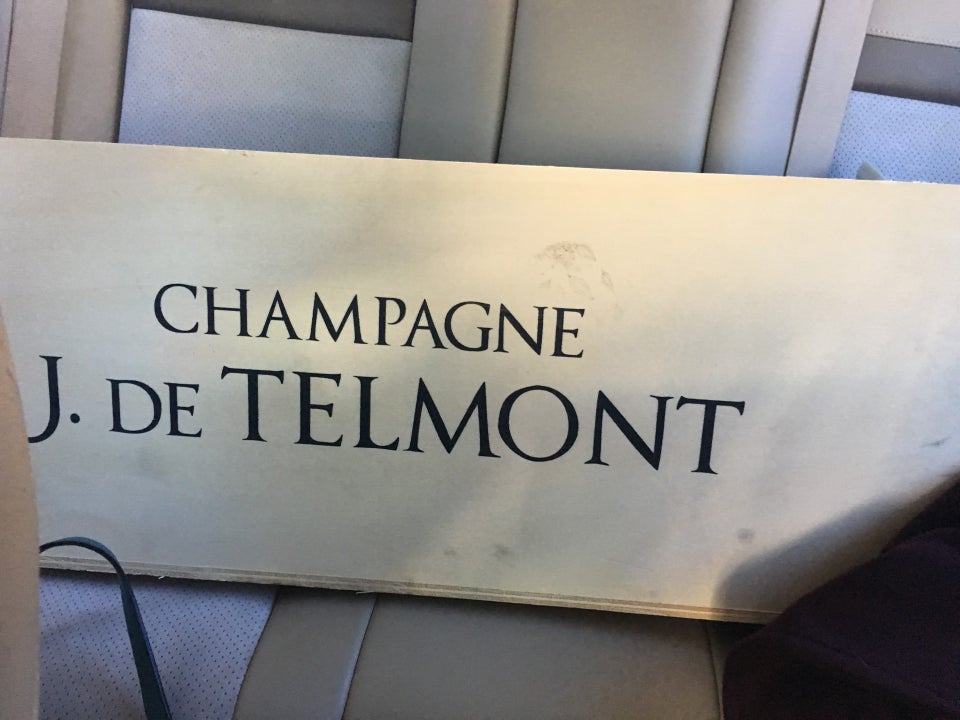 CHAMPAGNE
J. DE TELMONT